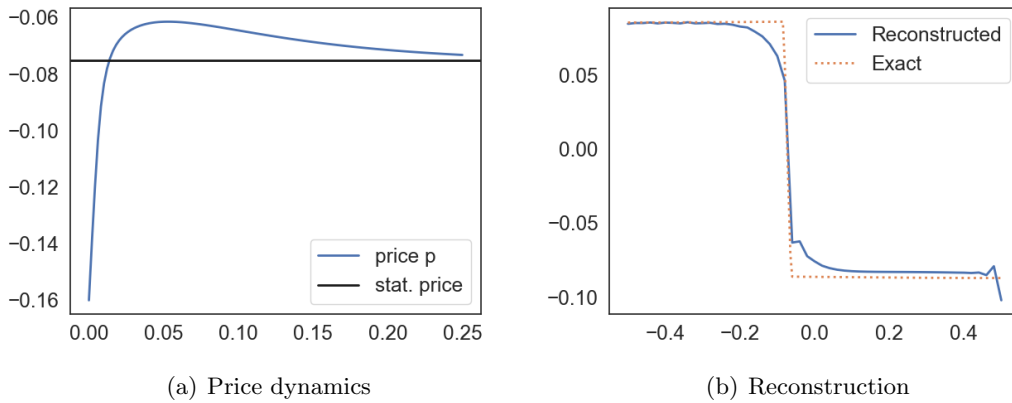 −0.06
−0.08
−0.10
−0.12
−0.14
−0.16
0.00 0.05 0.10 0.15 0.20 0.25
price p
stat. price
(a) Price dynamics
0.05
0.00
−0.05
−0.10
−0.4 −0.2 0.0 0.2 0.4
Reconstructed
Exact
(b) Reconstruction